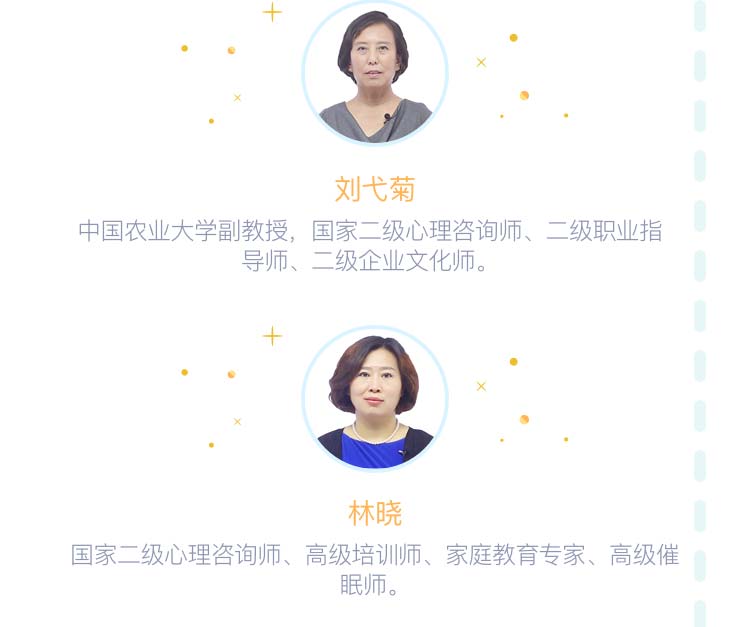 刘弋菊
中国农业大学副教授，国家二级心理咨询师、二级职业指
导师、二级企业文化师。
林晓
国家二级心理咨询师、高级培训师、家庭教育专家、高级催
眠师。